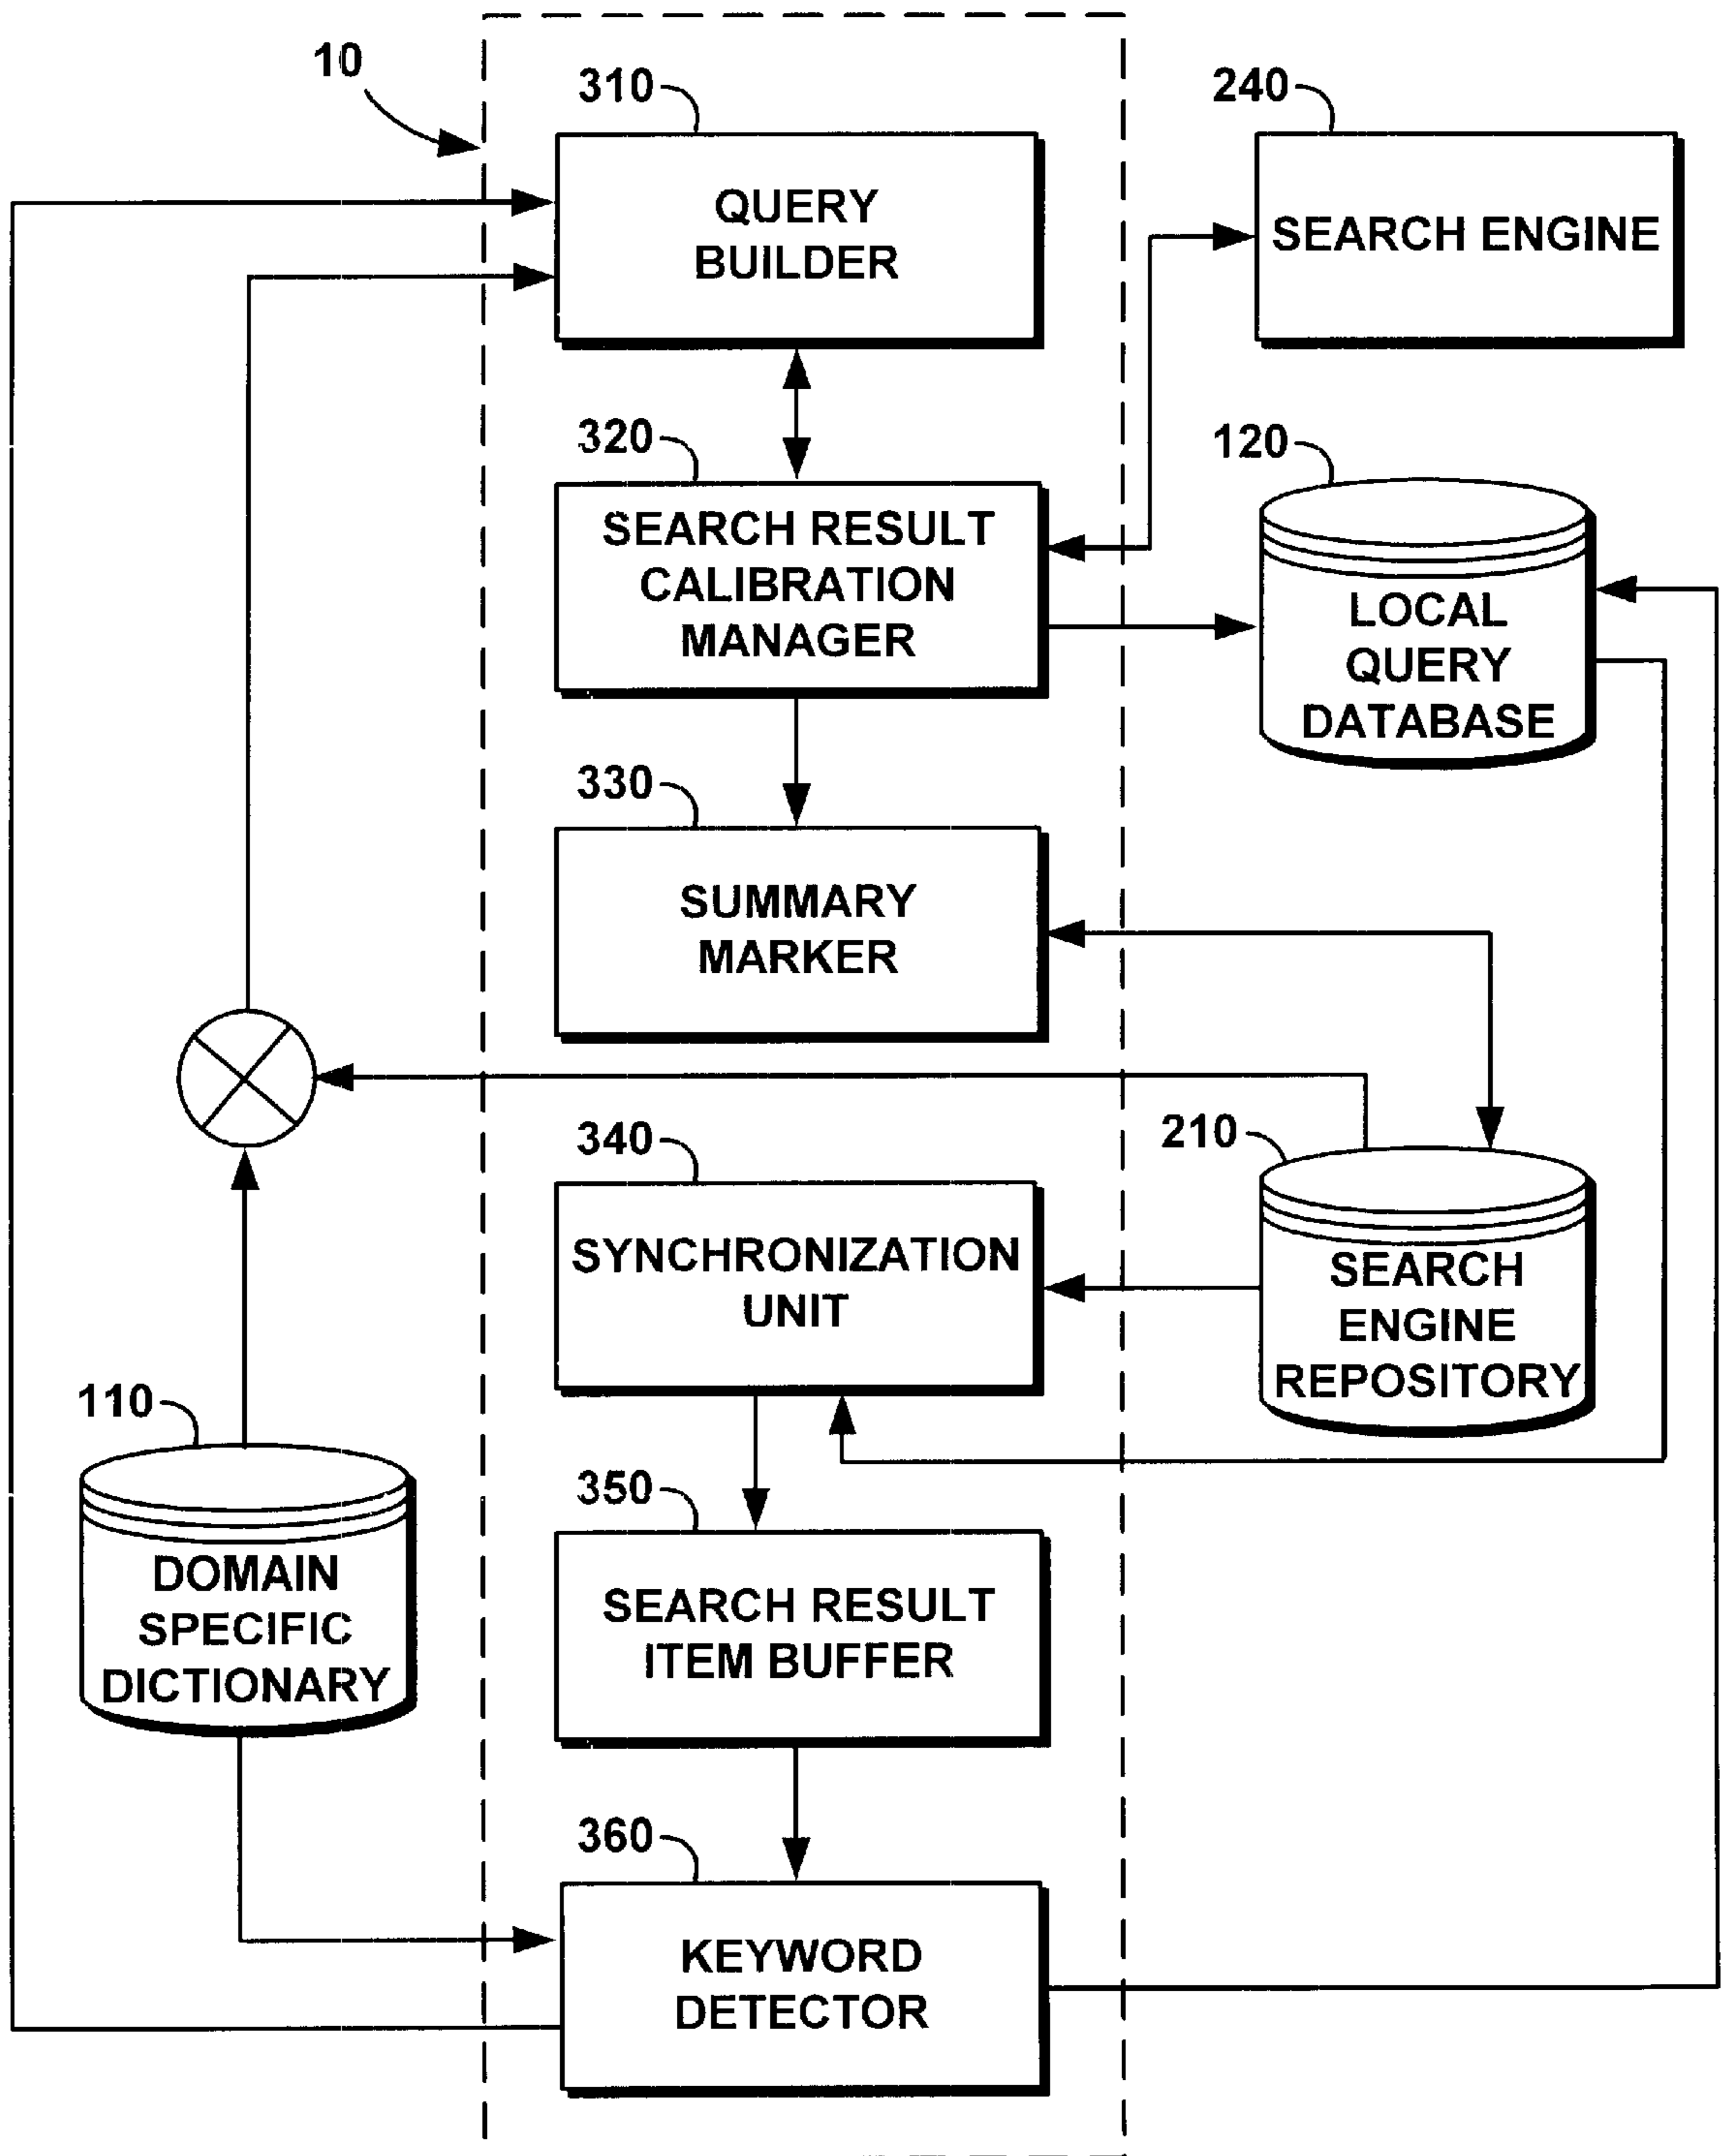 10
310
240
QUERY
BUILDER
SEARCH ENGINE
320
120
SEARCH RESULT
CALIBRATION
MANAGER
LOCAL
QUERY
DATABASE
330
SUMMARY
MARKER
340
210
SYNCHRONIZATION
UNIT
SEARCH
ENGINE
REPOSITORY
110
350
DOMAIN
SPECIFIC
DICTIONARY
SEARCH RESULT
ITEM BUFFER
360
KEYWORD
DETECTOR